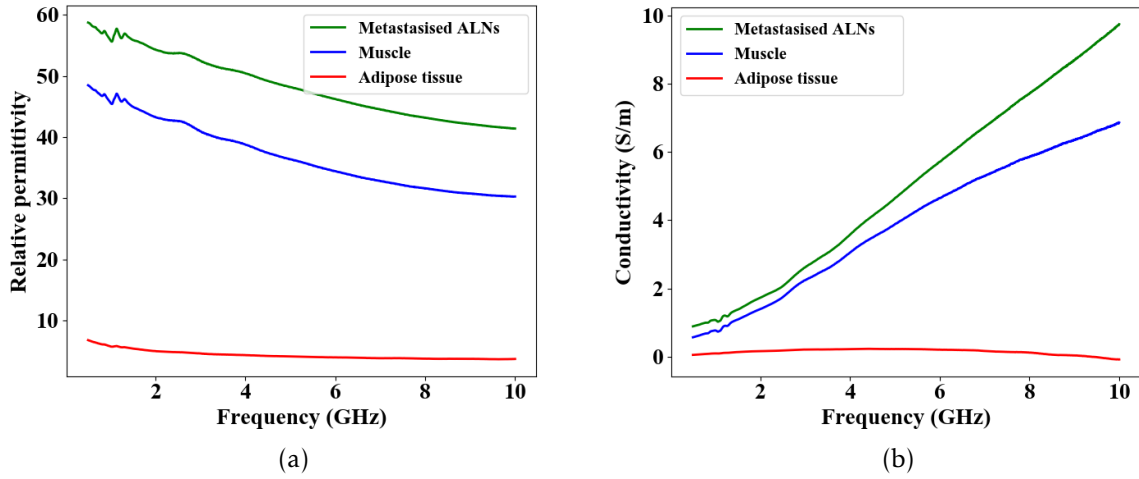 60
50
40
30
20
10
Relative permittivity
Metastasised ALNs
Muscle
Adipose tissue
2
4
6
8
10
Frequency (GHz)
(a)
10
8
6
4
2
0
Conductivity (S/m)
Metastasised ALNs
Muscle
Adipose tissue
2
4
6
8
10
Frequency (GHz)
(b)